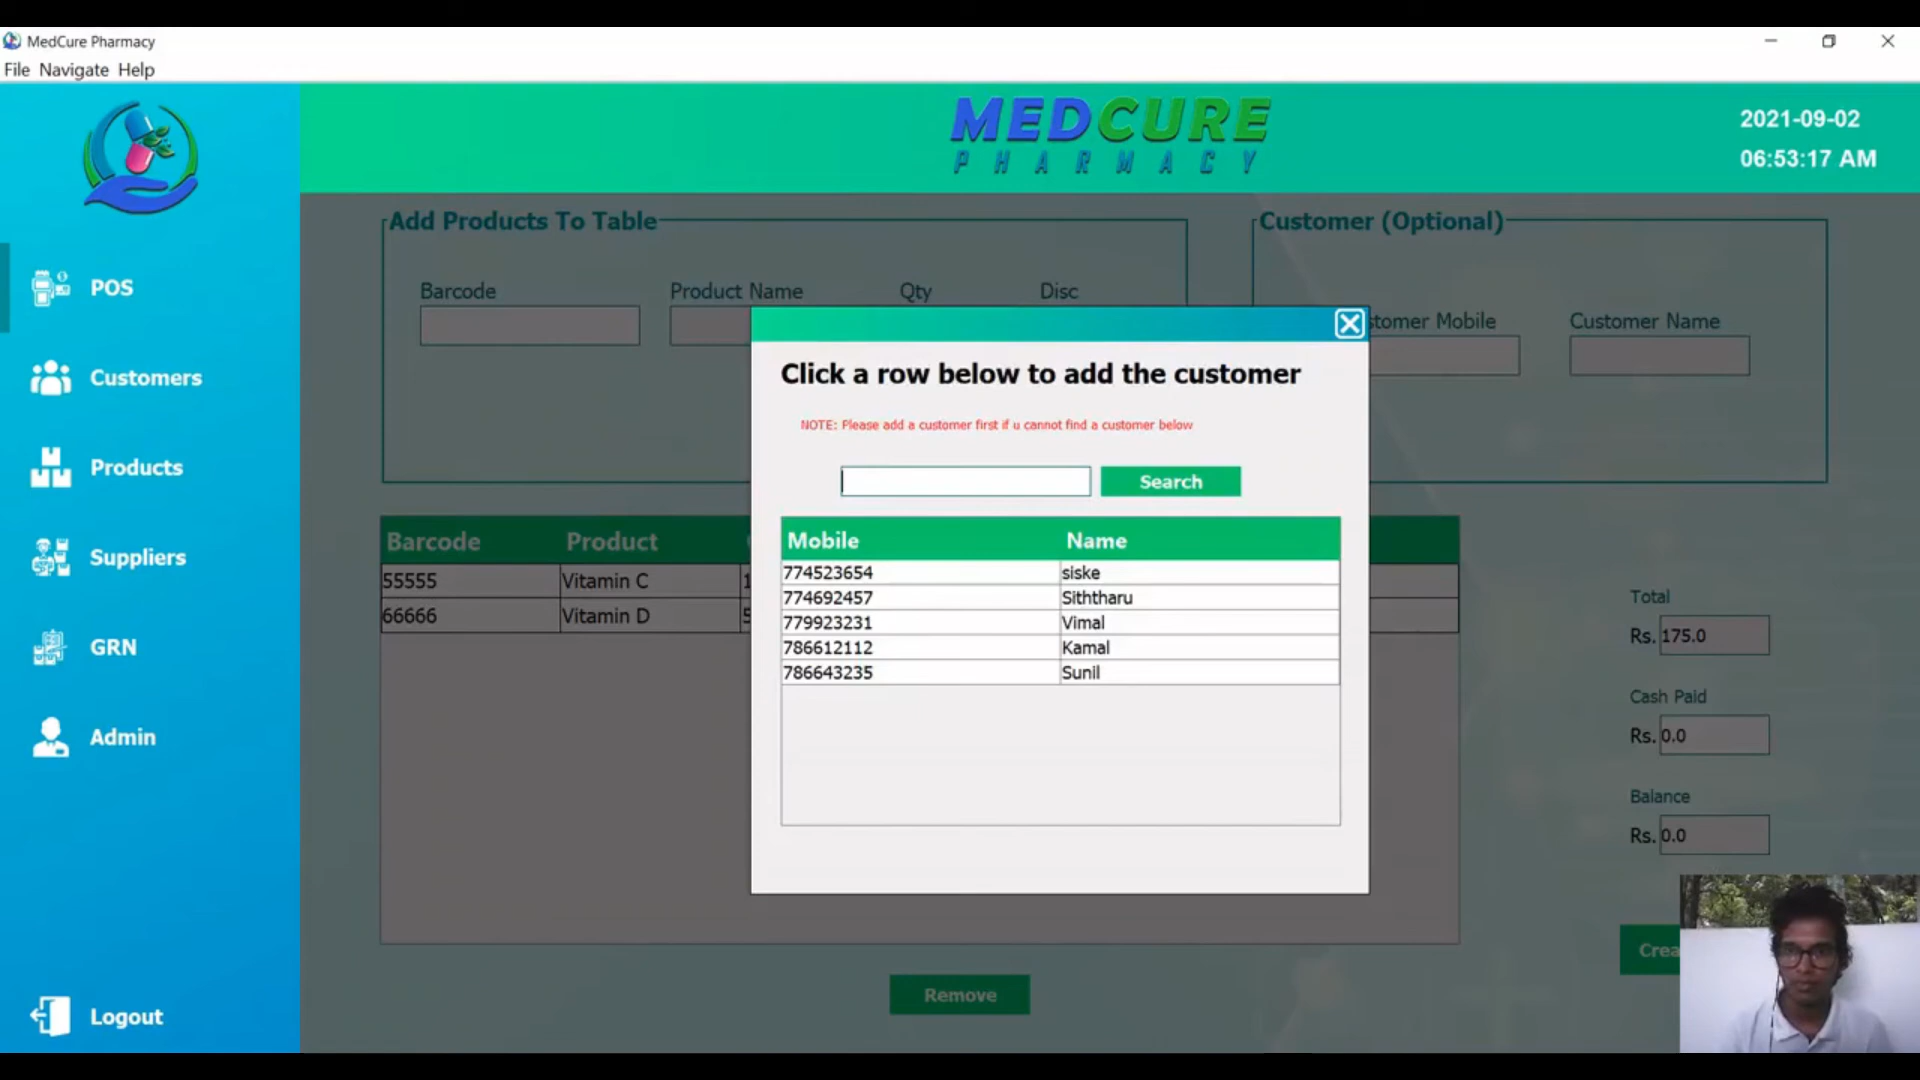 MedCure Pharmacy
File Navigate Help
MEDCURE
PHARMACY
2021-09-02
06:53:17 AM
POS
Customers
Products
Suppliers
GRN
Admin
Logout
Add Products To Table
Barcode Product Name Qty Disc
Customer (Optional)
stomer Mobile Customer Name
Click a row below to add the customer
NOTE: Please add a customer first if u cannot find a customer below
Search
Mobile Name
774523654 siske
774692457 Siththaru
779923231 Vimal
786612112 Kamal
786643235 Sunil
Barcode Product
55555 Vitamin C 1
66666 Vitamin D 5
Total
Rs. 175.0
Cash Paid
Rs. 0.0
Balance
Rs. 0.0
Crea
Remove